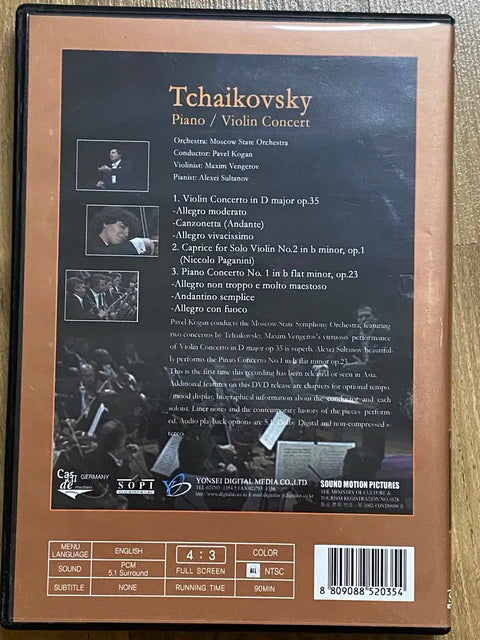 Tchaikovsky
Piano / Violin Concert
Orchestra: Moscow State Orchestra
Conductor: Pavel Kogan
Violinist: Maxim Vengerov
Pianist: Alexei Sultanov
1. Violin Concerto in D major op.35
-Allegro moderato
-Canzonetta (Andante)
-Allegro vivacissimo
2. Caprice for Solo Violin No.2 in b minor, op.1
(Niccolo Paganini)
3. Piano Concerto No. 1 in b flat minor, op.23
-Allegro non troppo e molto maestoso
-Andantino semplice
-Allegro con fuoco
Pavel Kogan conducts the Moscow State Symphony Orchestra, featuring
two concertos by Tchaikovsky. Maxim Vengerov's virtuoso performance
of Violin Concerto in D major op 35 is superb. Alexei Sultanov beautiful-
ly performs the Pinao Concerto No.1 in b flat minor op.23.
This is the first time this recording has been released or seen in Asia.
Additional features on this DVD release are chapters for optional tempo
/ mood display, biographical information about the conductor and each
soloist. Liner notes and the contemporary history of the pieces perform-
ed. Audio play back options are 5.1 Dolby Digital and non-compressed s-
tereo.
GERMANY
SOPI
YONSEI DIGITAL MEDIA CO.,LTD
SOUND MOTION PICTURES
THE MINISTRY OF CULTURE &
TOURISM REGISTRATION NO.1028
MENU LANGUAGE
ENGLISH
4:3
COLOR
SOUND
PCM
5.1 Surround
FULL SCREEN
ALL NTSC
SUBTITLE
NONE
RUNNING TIME
90MIN
8 809088 520354